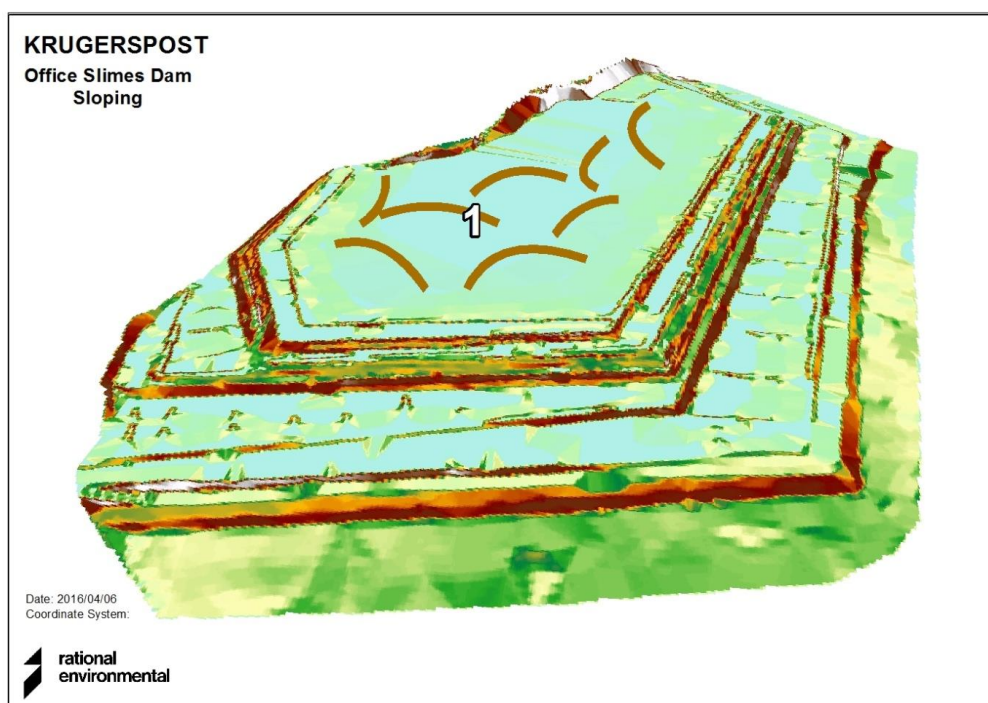 KRUGERSPOST
Office Slimes Dam
Sloping
1
Date: 2016/04/06
Coordinate System:
rational
environmental